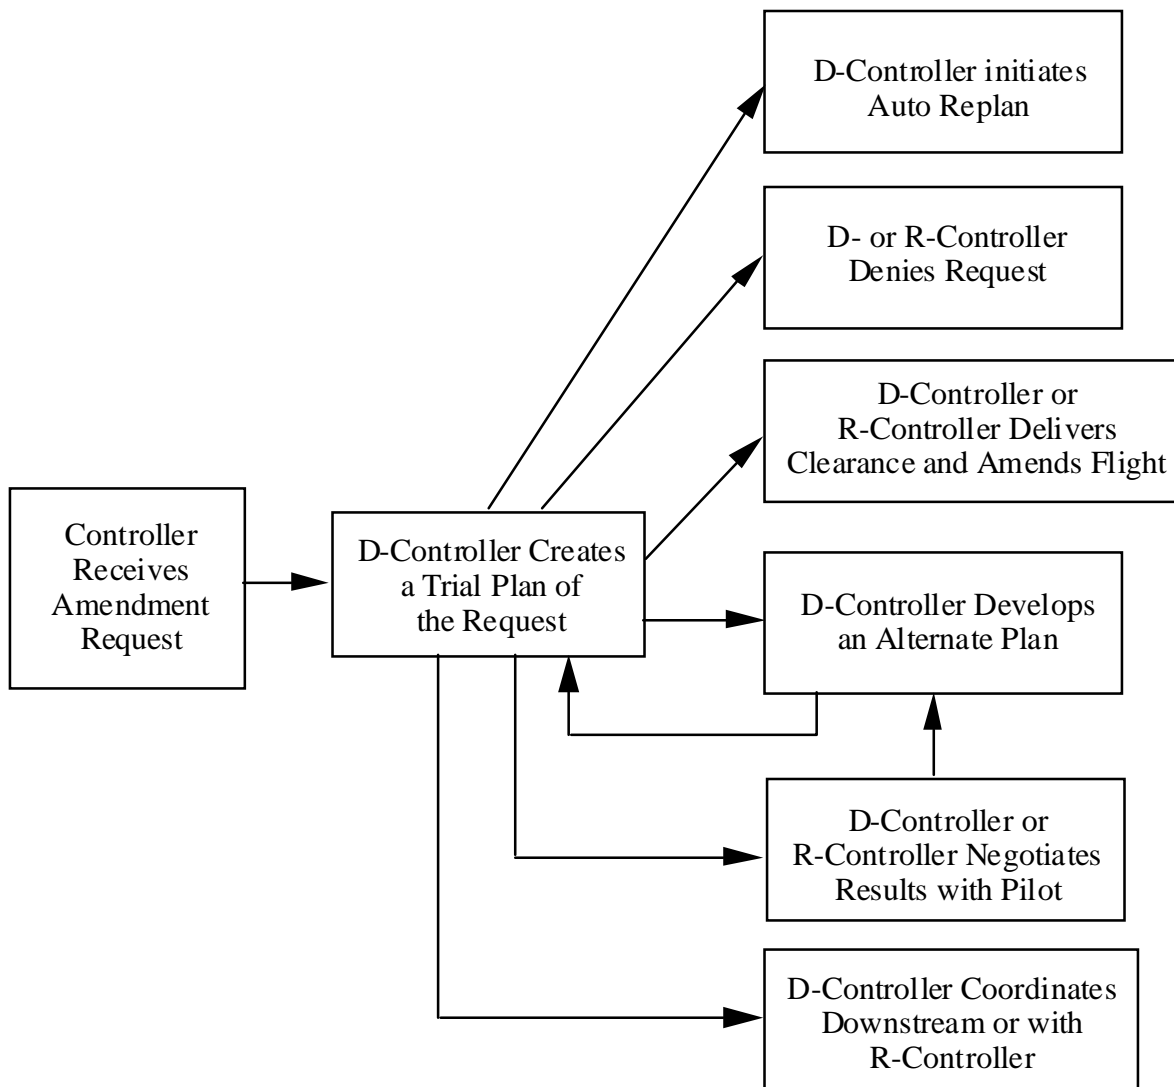 Controller
Receives
Amendment
Request
D-Controller Creates
a Trial Plan of
the Request
D-Controller initiates
Auto Replan
D- or R-Controller
Denies Request
D-Controller or
R-Controller Delivers
Clearance and Amends Flight
D-Controller Develops
an Alternate Plan
D-Controller or
R-Controller Negotiates
Results with Pilot
D-Controller Coordinates
Downstream or with
R-Controller